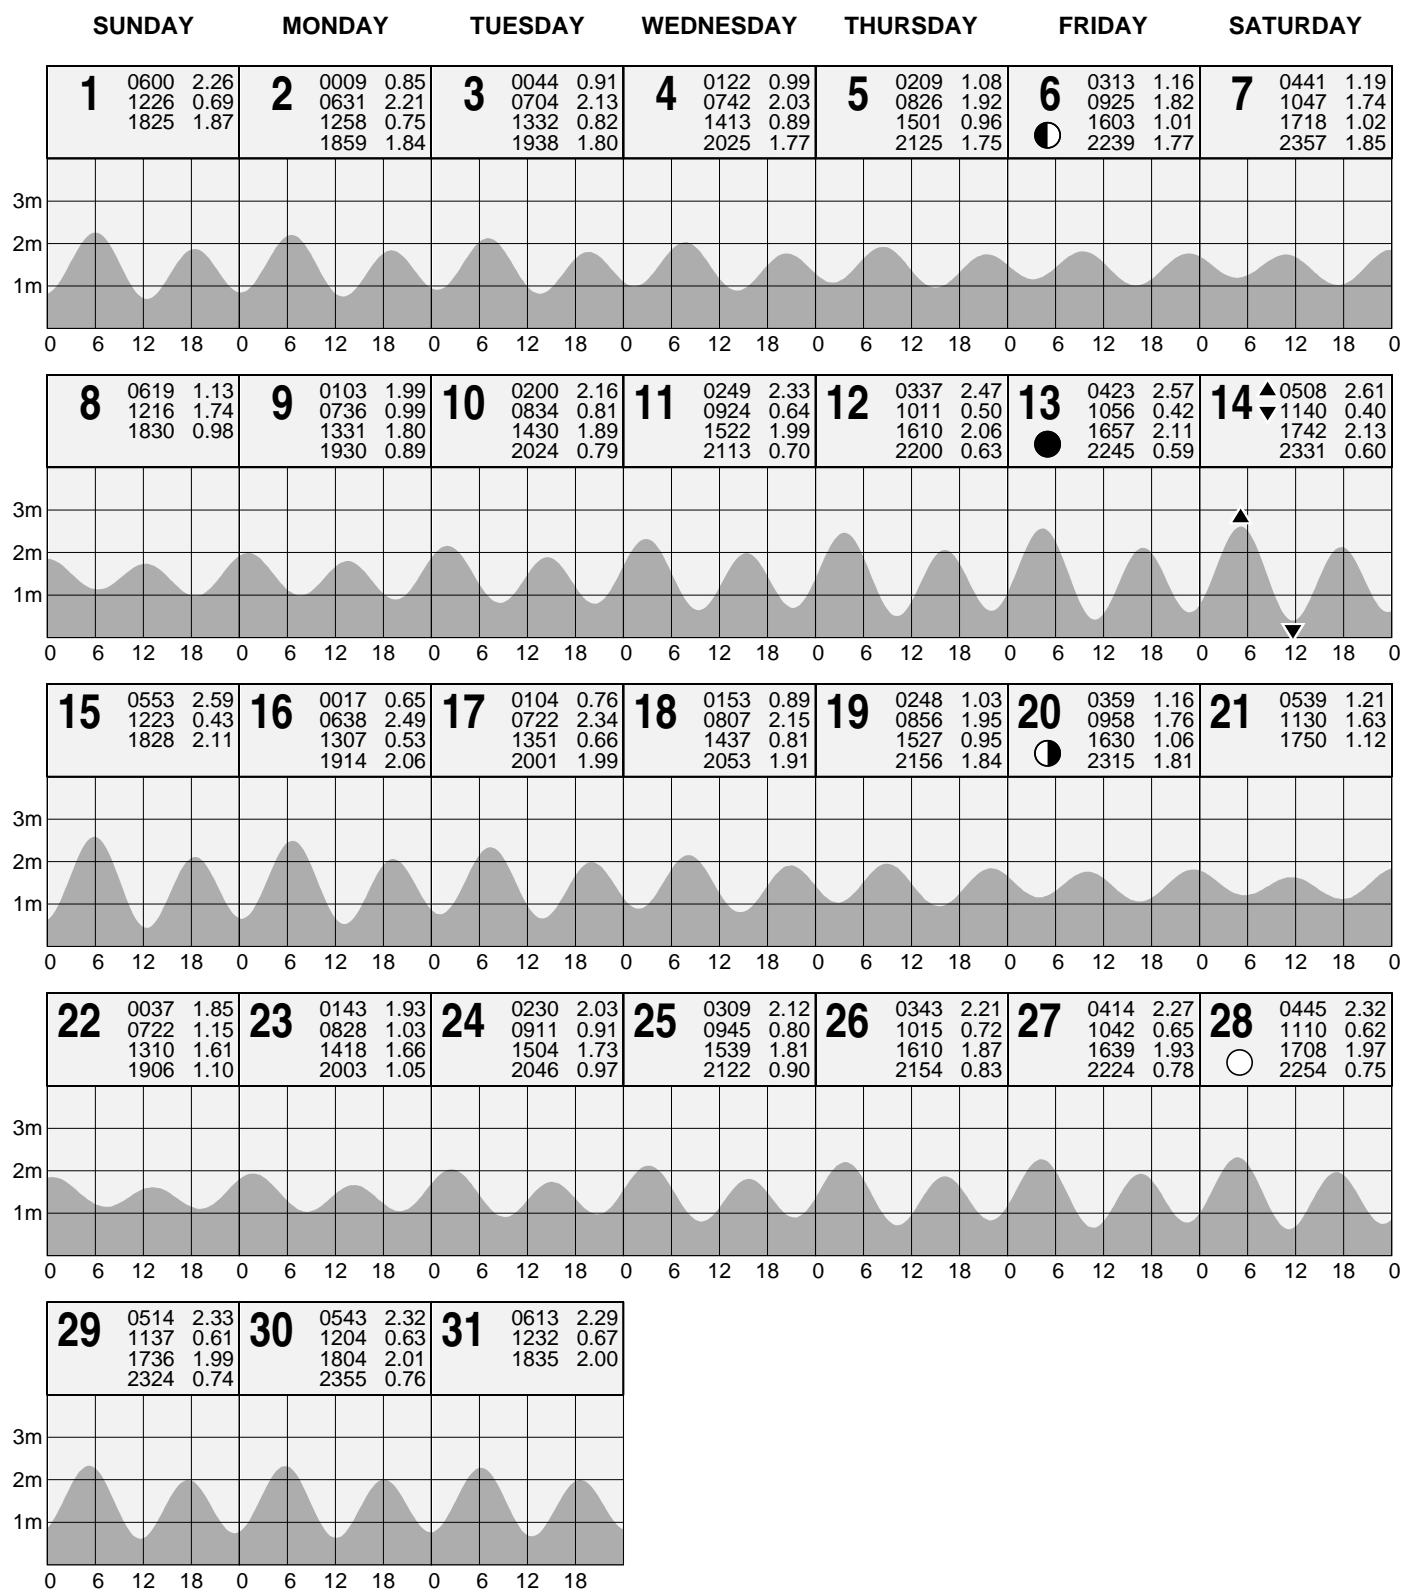 SUNDAY MONDAY TUESDAY WEDNESDAY THURSDAY FRIDAY SATURDAY
1 0600 2.26 2 0009 0.85 3 0044 0.91 4 0122 0.99 5 0209 1.08 6 0313 1.16 7 0441 1.19
1226 0.69 0631 2.21 0704 2.13 0742 2.03 0826 1.92 0925 1.82 1047 1.74
1825 1.87 1258 0.75 1332 0.82 1413 0.89 1501 0.96 1603 1.01 1718 1.02
1859 1.84 1938 1.80 2025 1.77 2125 1.75 2239 1.77 2357 1.85
3m
2m
1m
0 6 12 18 0 6 12 18 0 6 12 18 0 6 12 18 0 6 12 18 0 6 12 18 0 6 12 18 0
8 0619 1.13 9 0103 1.99 10 0200 2.16 11 0249 2.33 12 0337 2.47 13 0423 2.57 14 0508 2.61
1216 1.74 0736 0.99 0834 0.81 0924 0.64 1011 0.50 1056 0.42 1140 0.40
1830 0.98 1331 1.80 1430 1.89 1522 1.99 1610 2.06 1657 2.11 1742 2.13
1930 0.89 2024 0.79 2113 0.70 2200 0.63 2245 0.59 2331 0.60
3m
2m
1m
0 6 12 18 0 6 12 18 0 6 12 18 0 6 12 18 0 6 12 18 0 6 12 18 0 6 12 18 0
15 0553 2.59 16 0017 0.65 17 0104 0.76 18 0153 0.89 19 0248 1.03 20 0359 1.16 21 0539 1.21
1223 0.43 0638 2.49 0722 2.34 0807 2.15 0856 1.95 0958 1.76 1130 1.63
1828 2.11 1307 0.53 1351 0.66 1437 0.81 1527 0.95 1630 1.06 1750 1.12
1914 2.06 2001 1.99 2053 1.91 2156 1.84 2315 1.81
3m
2m
1m
0 6 12 18 0 6 12 18 0 6 12 18 0 6 12 18 0 6 12 18 0 6 12 18 0 6 12 18 0
22 0037 1.85 23 0143 1.93 24 0230 2.03 25 0309 2.12 26 0343 2.21 27 0414 2.27 28 0445 2.32
0722 1.15 0828 1.03 0911 0.91 0945 0.80 1015 0.72 1042 0.65 1110 0.62
1310 1.61 1418 1.66 1504 1.73 1539 1.81 1610 1.87 1639 1.93 1708 1.97
1906 1.10 2003 1.05 2046 0.97 2122 0.90 2154 0.83 2224 0.78 2254 0.75
3m
2m
1m
0 6 12 18 0 6 12 18 0 6 12 18 0 6 12 18 0 6 12 18 0 6 12 18 0 6 12 18 0
29 0514 2.33 30 0543 2.32 31 0613 2.29
1137 0.61 1204 0.63 1232 0.67
1736 1.99 1804 2.01 1835 2.00
2324 0.74 2355 0.76
3m
2m
1m
0 6 12 18 0 6 12 18 0 6 12 18